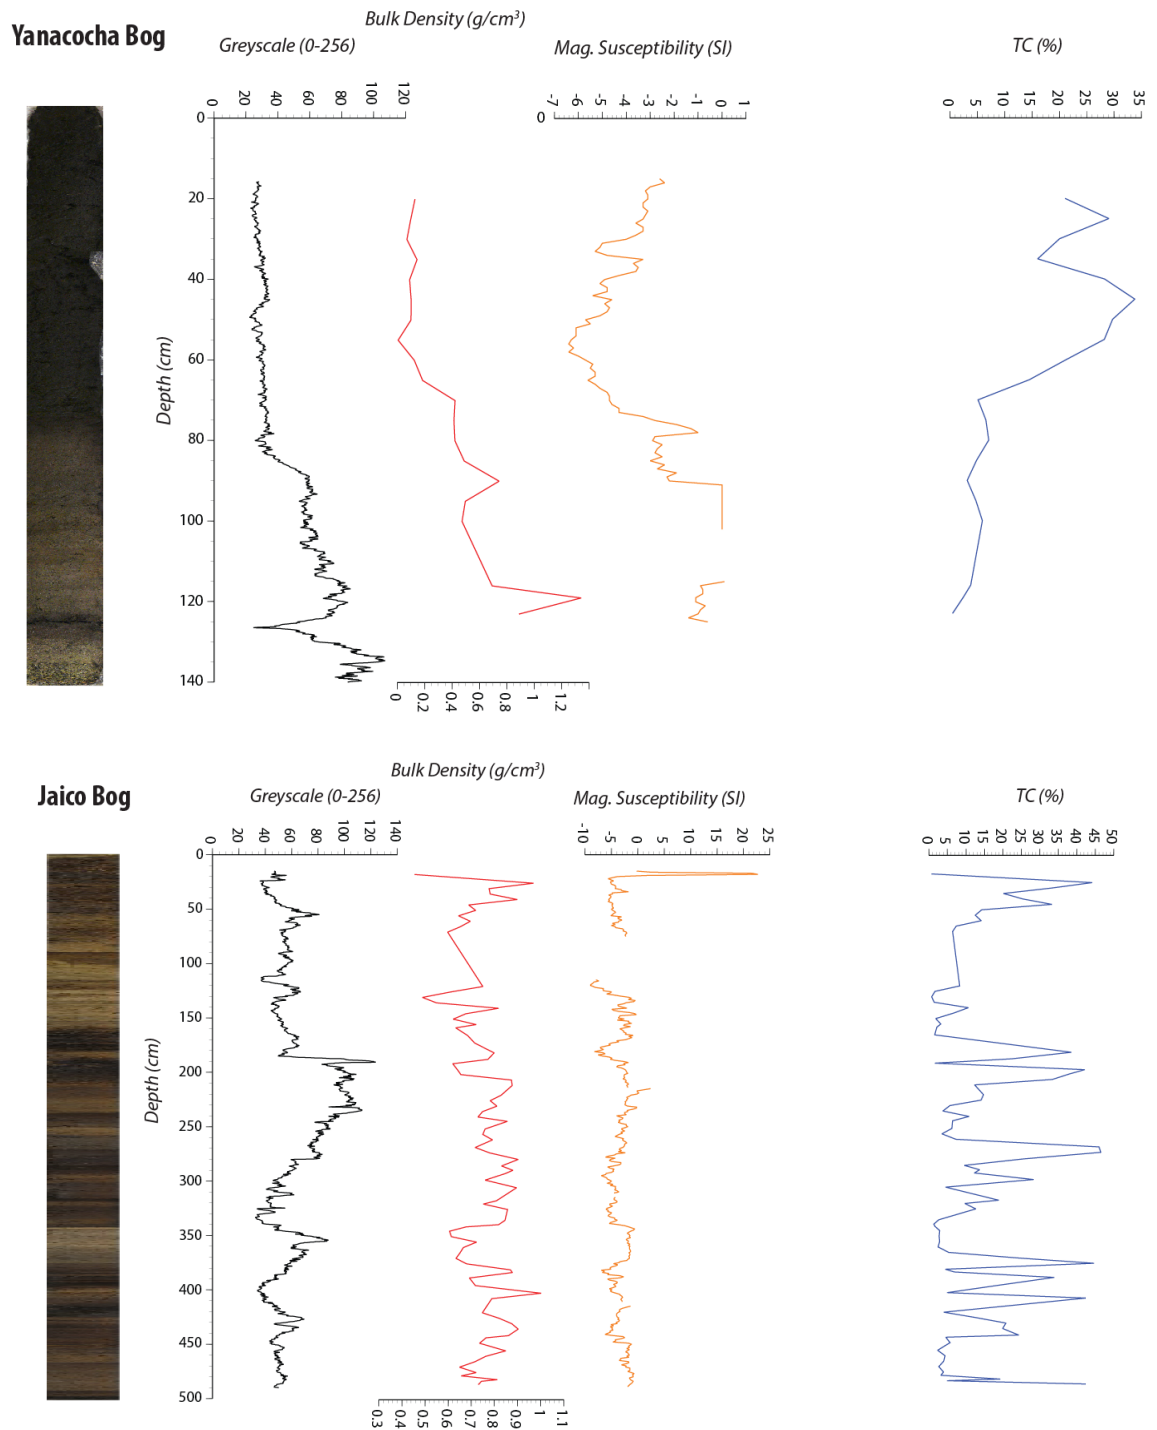 Yanacocha Bog
Bulk Density (g/cm³)
Greyscale (0-256)
Mag. Susceptibility (SI)
TC (%)
0 20 40 60 80 100 120
-7 -6 -5 -4 -3 -2 -1 0 1
0 5 10 15 20 25 30 35
0
0
20
40
60
80
100
120
140
Depth (cm)
0 0.2 0.4 0.6 0.8 1 1.2
Jaico Bog
Bulk Density (g/cm³)
Greyscale (0-256)
Mag. Susceptibility (SI)
TC (%)
0 20 40 60 80 100 120 140
-10 -5 0 5 10 15 20 25
0 5 10 15 20 25 30 35 40 45 50
0
50
100
150
200
250
300
350
400
450
500
Depth (cm)
0.3 0.4 0.5 0.6 0.7 0.8 0.9 1 1.1